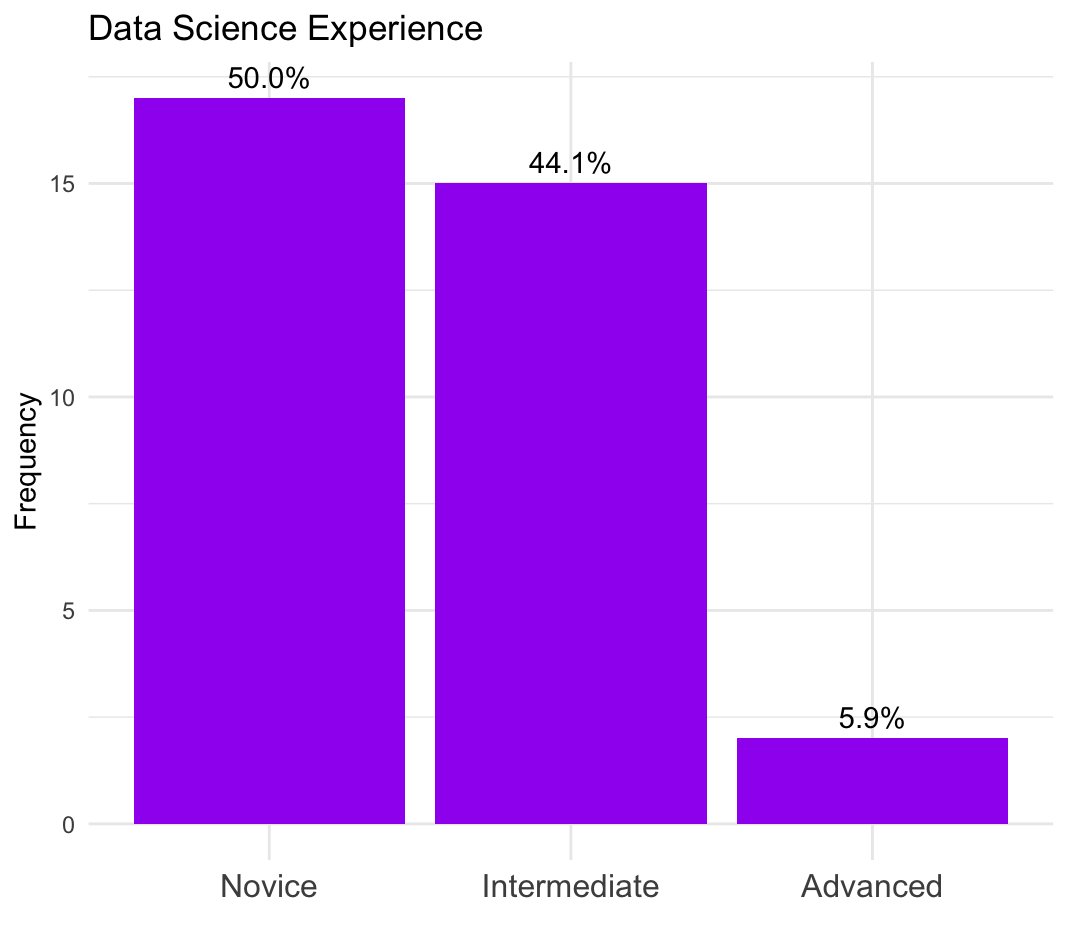 Data Science Experience
50.0%
44.1%
15
10
Frequency
5
5.9%
0
Novice Intermediate Advanced